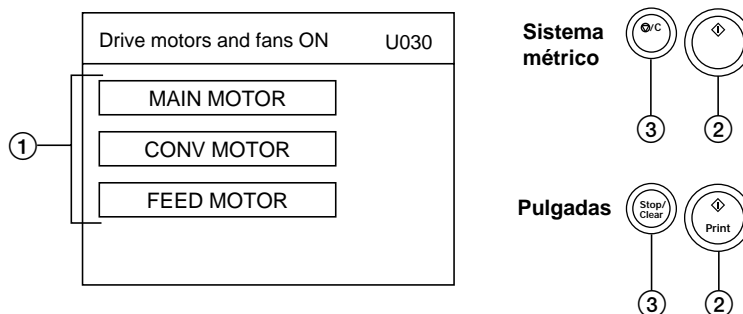 Drive motors and fans ON U030
MAIN MOTOR
CONV MOTOR
FEED MOTOR
1
Sistema
métrico
/C
3 2
Pulgadas
Stop/
Clear
Print
3 2